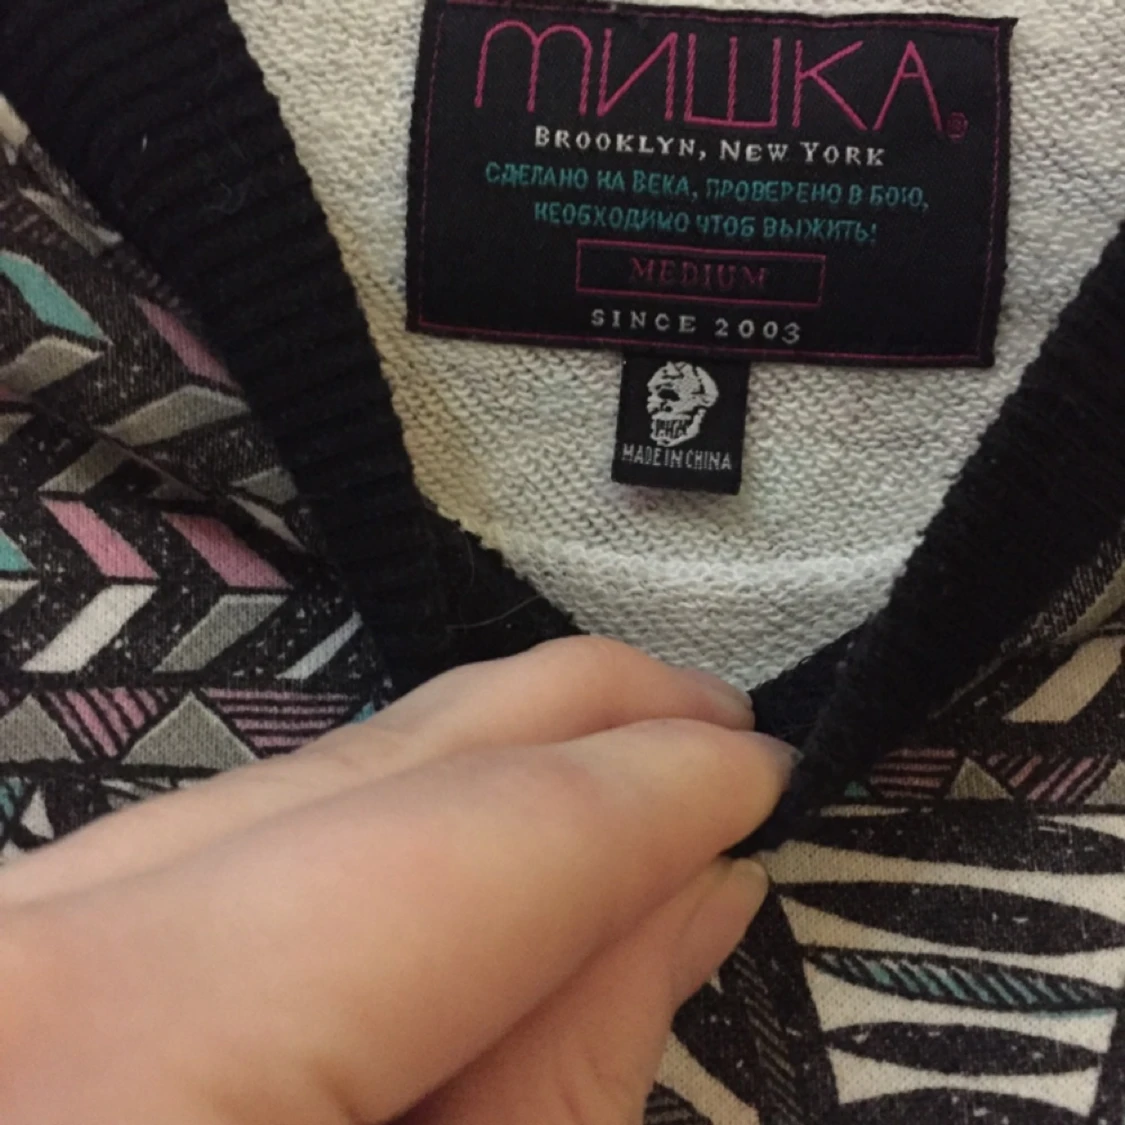 МИШКА®
BROOKLYN, NEW YORK
СДЕЛАНО НА ВЕКА, ПРОВЕРЕНО В БОЮ,
НЕОБХОДИМО ЧТОБ ВЫЖИТЬ!
MEDIUM
SINCE 2003
MADE IN CHINA